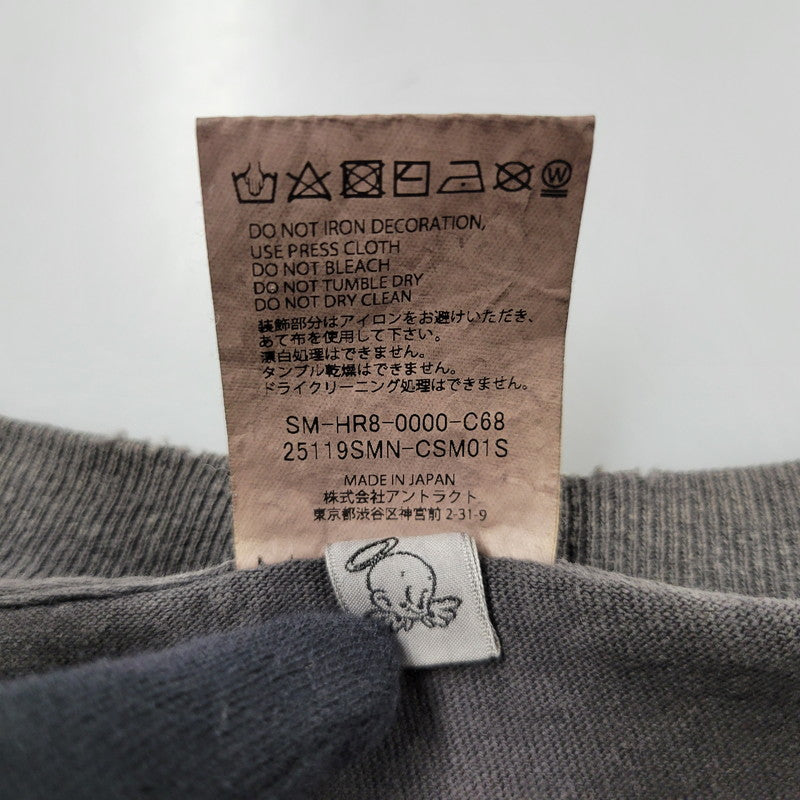 W
DO NOT IRON DECORATION,
USE PRESS CLOTH
DO NOT BLEACH
DO NOT TUMBLE DRY
DO NOT DRY CLEAN
装飾部分はアイロンをお避けいただき、
あて布を使用して下さい。
漂白処理はできません。
タンブル乾燥はできません。
ドライクリーニング処理はできません。
SM-HR8-0000-C68
25119SMN-CSM01S
MADE IN JAPAN
株式会社アントラクト
東京都渋谷区神宮前 2-31-9